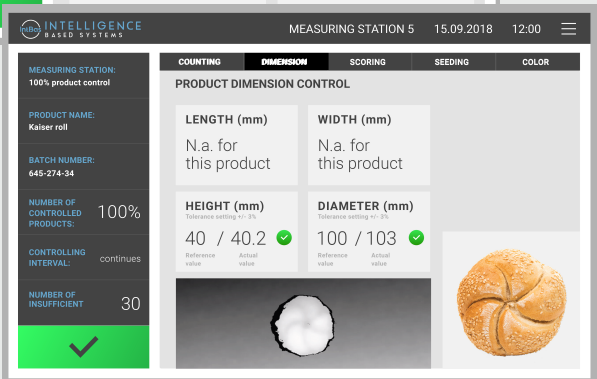 IntBas INTELLIGENCE
BASED SYSTEMS
MEASURING STATION 5 15.09.2018 12:00
MEASURING STATION:
100% product control
PRODUCT NAME:
Kaiser roll
BATCH NUMBER:
645-274-34
NUMBER OF
CONTROLLED
PRODUCTS:
100%
CONTROLLING
INTERVAL:
continues
NUMBER OF
INSUFFICIENT
30
COUNTING DIMENSION SCORING SEEDING COLOR
PRODUCT DIMENSION CONTROL
LENGTH (mm)
N.a. for
this product
WIDTH (mm)
N.a. for
this product
HEIGHT (mm)
Tolerance setting +/- 3%
40 / 40.2
Reference Actual
value value
DIAMETER (mm)
Tolerance setting +/- 3%
100 / 103
Reference Actual
value value